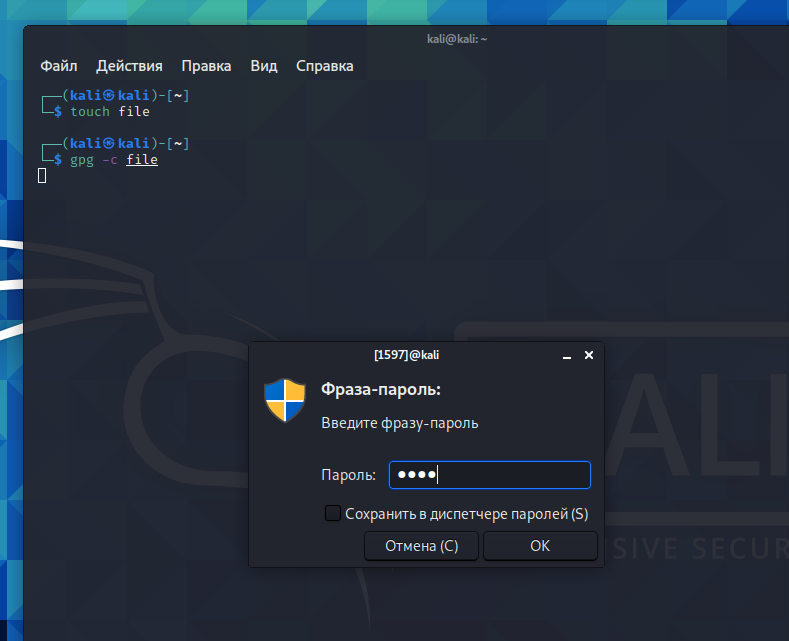 kali@kali: ~
Файл Действия Правка Вид Справка
┌──(kali㉿kali)-[~]
└─$ touch file
┌──(kali㉿kali)-[~]
└─$ gpg -c file
[1597]@kali
Фраза-пароль:
Введите фразу-пароль
Пароль: ●●●●
Сохранить в диспетчере паролей (S)
Отмена (C) OK
ALI
SIVE SECUR